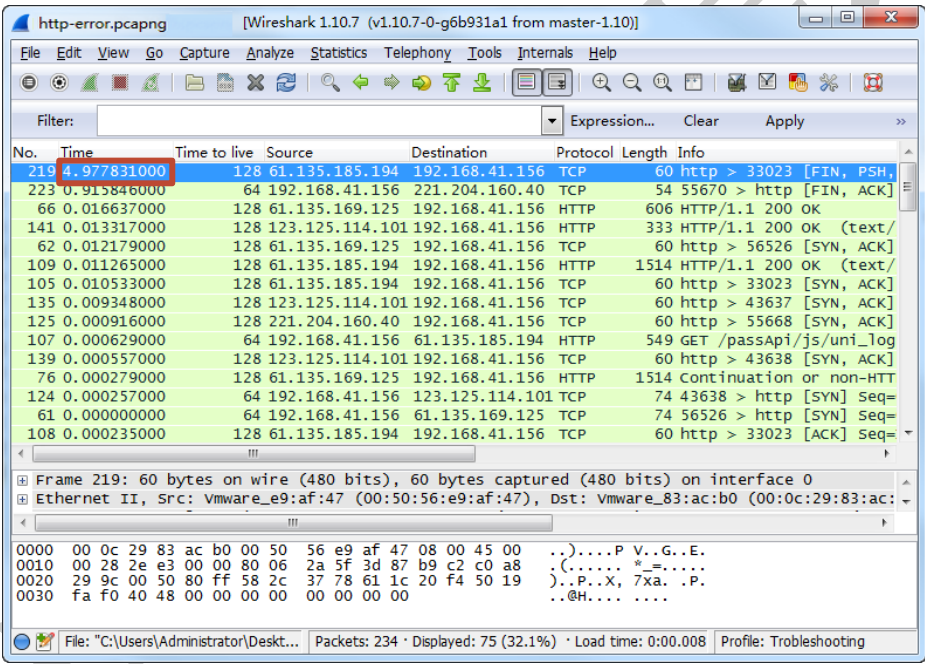 http-error.pcapng [Wireshark 1.10.7 (v1.10.7-0-g6b931a1 from master-1.10)]
File Edit View Go Capture Analyze Statistics Telephony Tools Internals Help
Filter: Expression... Clear Apply »
No. Time Time to live Source Destination Protocol Length Info
219 4.977831000 128 61.135.185.194 192.168.41.156 TCP 60 http > 33023 [FIN, PSH,
223 0.915846000 64 192.168.41.156 221.204.160.40 TCP 54 55670 > http [FIN, ACK]
66 0.016637000 128 61.135.169.125 192.168.41.156 HTTP 606 HTTP/1.1 200 OK
141 0.013317000 128 123.125.114.101 192.168.41.156 HTTP 333 HTTP/1.1 200 OK (text/
62 0.012179000 128 61.135.169.125 192.168.41.156 TCP 60 http > 56526 [SYN, ACK]
109 0.011265000 128 61.135.185.194 192.168.41.156 HTTP 1514 HTTP/1.1 200 OK (text/
105 0.010533000 128 61.135.185.194 192.168.41.156 TCP 60 http > 33023 [SYN, ACK]
135 0.009348000 128 123.125.114.101 192.168.41.156 TCP 60 http > 43637 [SYN, ACK]
125 0.000916000 128 221.204.160.40 192.168.41.156 TCP 60 http > 55668 [SYN, ACK]
107 0.000629000 64 192.168.41.156 61.135.185.194 HTTP 549 GET /passApi/js/uni_log
139 0.000557000 128 123.125.114.101 192.168.41.156 TCP 60 http > 43638 [SYN, ACK]
76 0.000279000 128 61.135.169.125 192.168.41.156 HTTP 1514 Continuation or non-HTT
124 0.000257000 64 192.168.41.156 123.125.114.101 TCP 74 43638 > http [SYN] Seq=
61 0.000000000 64 192.168.41.156 61.135.169.125 TCP 74 56526 > http [SYN] Seq=
108 0.000235000 128 61.135.185.194 192.168.41.156 TCP 60 http > 33023 [ACK] Seq=
Frame 219: 60 bytes on wire (480 bits), 60 bytes captured (480 bits) on interface 0
Ethernet II, Src: Vmware_e9:af:47 (00:50:56:e9:af:47), Dst: Vmware_83:ac:b0 (00:0c:29:83:ac:
0000 00 0c 29 83 ac b0 00 50 56 e9 af 47 08 00 45 00 ..)....P V..G..E.
0010 00 28 2e e3 00 00 80 06 2a 5f 3d 87 b9 c2 c0 a8 .(...... *_=.....
0020 29 9c 00 50 80 ff 58 2c 37 78 61 1c 20 f4 50 19 )..P..X, 7xa. .P.
0030 fa f0 40 48 00 00 00 00 00 00 00 00 ..@H.... ....
File: "C:\Users\Administrator\Deskt... Packets: 234 · Displayed: 75 (32.1%) · Load time: 0:00.008 Profile: Trobleshooting